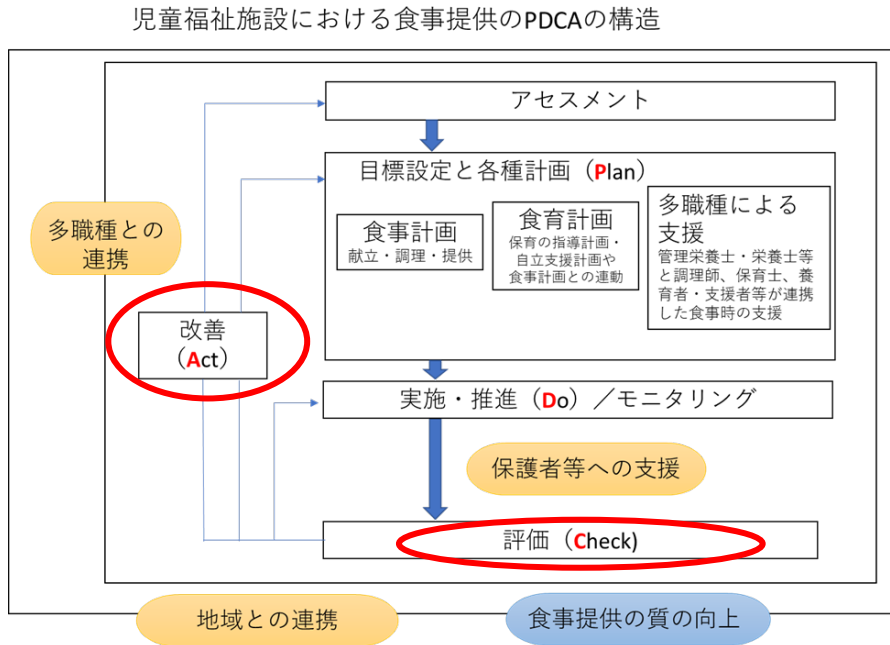 児童福祉施設における食事提供のPDCAの構造
アセスメント
目標設定と各種計画（Plan）
食事計画
献立・調理・提供
食育計画
保育の指導計画・
自立支援計画や
食事計画との連動
多職種による
支援
管理栄養士・栄養士等
と調理師、保育士、養
育者・支援者等が連携
した食事時の支援
多職種との
連携
改善
（Act）
実施・推進（Do）／モニタリング
保護者等への支援
評価（Check)
地域との連携
食事提供の質の向上